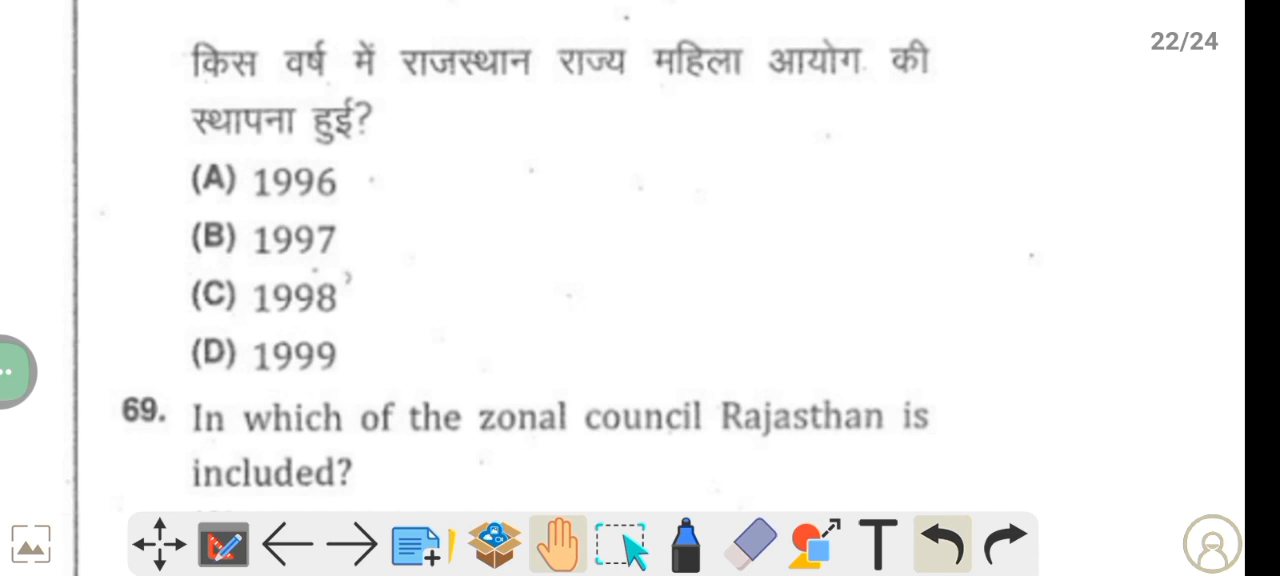 22/24
किस वर्ष में राजस्थान राज्य महिला आयोग की
स्थापना हुई?
(A) 1996
(B) 1997
(C) 1998
(D) 1999
69. In which of the zonal council Rajasthan is
included?
T